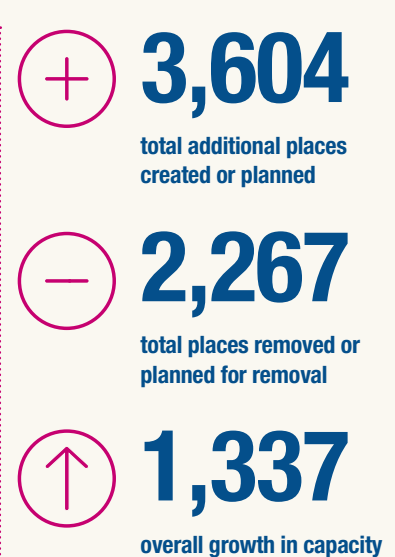 3,604
total additional places
created or planned
2,267
total places removed or
planned for removal
1,337
overall growth in capacity